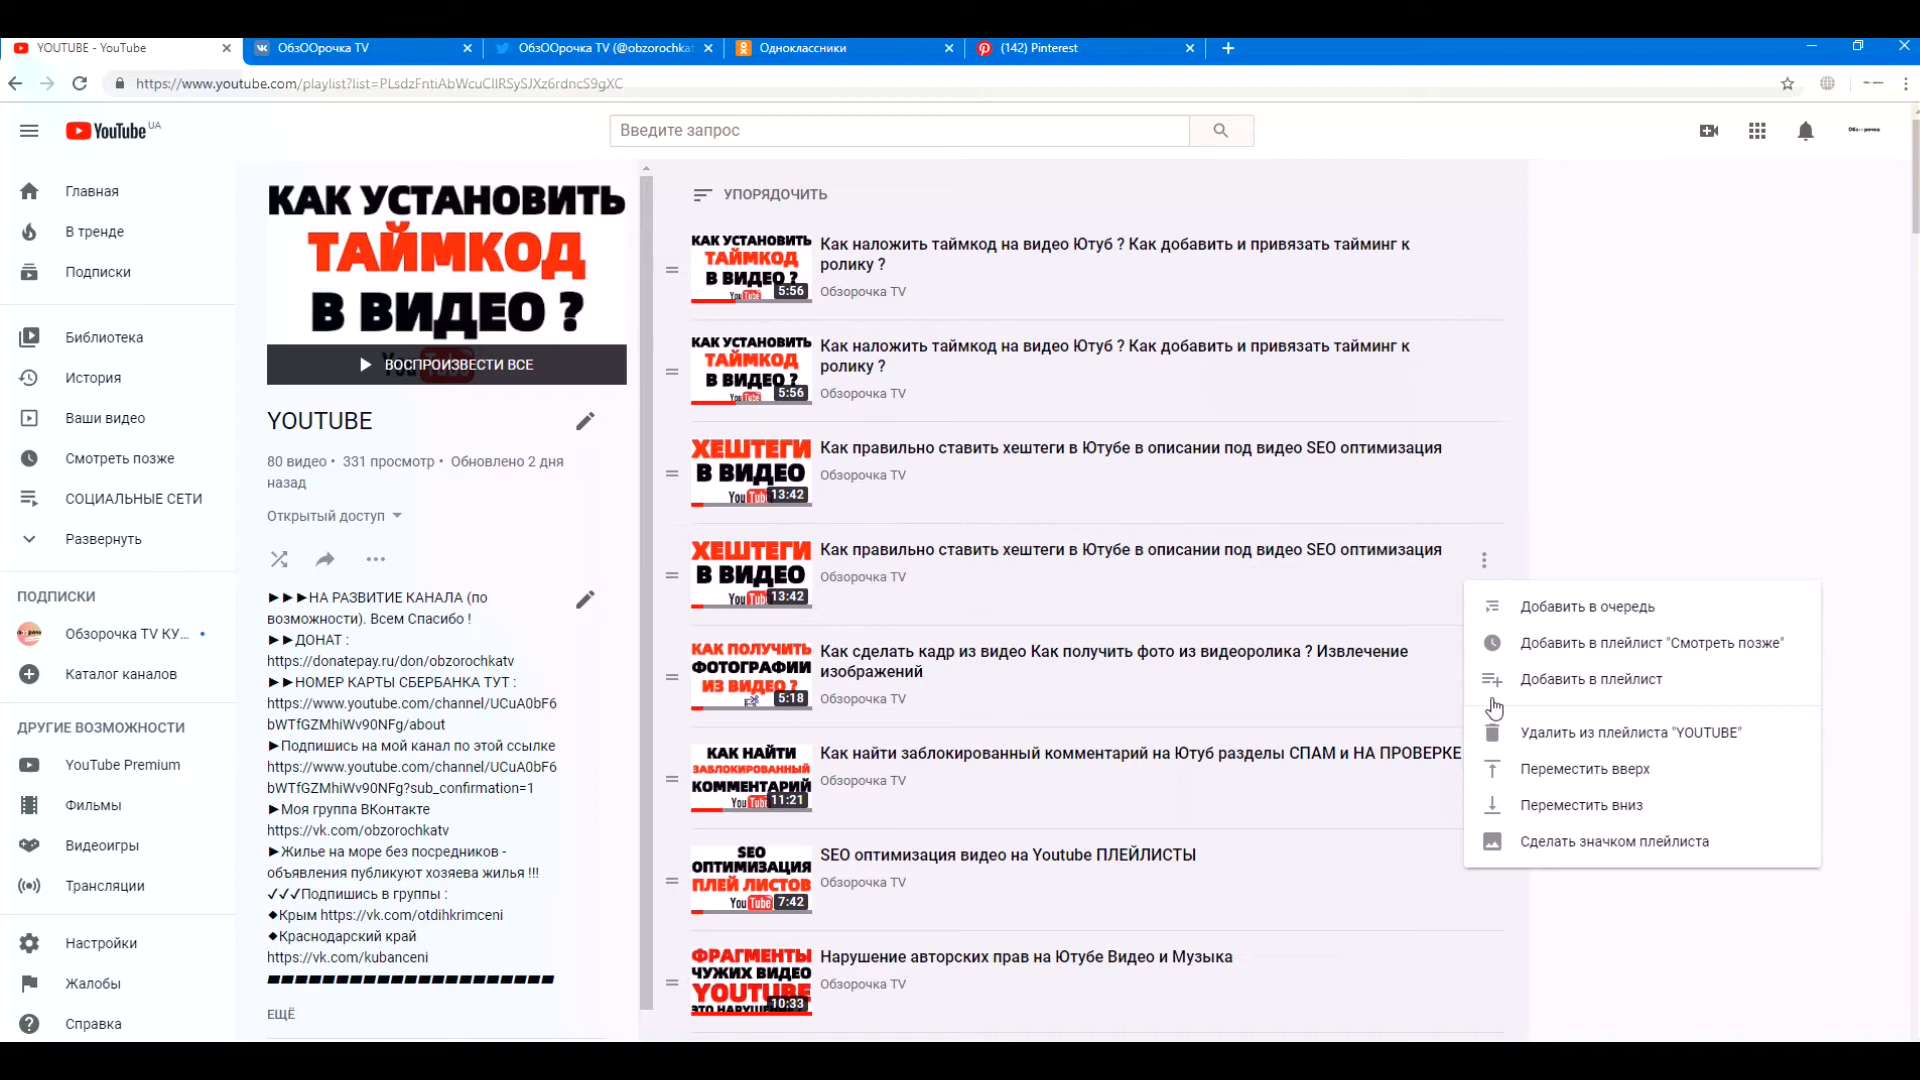 YOUTUBE - YouTube
ОбзООрочка TV
ОбзООрочка TV (@obzorochkat
Одноклассники
(142) Pinterest
https://www.youtube.com/playlist?list=PLsdzFntiAbWcuCIlRSySJXz6rdncS9gXC
YouTube UA
Введите запрос
Главная
В тренде
Подписки
Библиотека
История
Ваши видео
Смотреть позже
СОЦИАЛЬНЫЕ СЕТИ
Развернуть
ПОДПИСКИ
Обзорочка TV КУ...
Каталог каналов
ДРУГИЕ ВОЗМОЖНОСТИ
YouTube Premium
Фильмы
Видеоигры
Трансляции
Настройки
Жалобы
Справка
КАК УСТАНОВИТЬ
ТАЙМКОД
В ВИДЕО ?
ВОСПРОИЗВЕСТИ ВСЕ
YOUTUBE
80 видео • 331 просмотр • Обновлено 2 дня
назад
Открытый доступ
►►►НА РАЗВИТИЕ КАНАЛА (по
возможности). Всем Спасибо !
►►ДОНАТ :
https://donatepay.ru/don/obzorochkatv
►►НОМЕР КАРТЫ СБЕРБАНКА ТУТ :
https://www.youtube.com/channel/UCuA0bF6
bWTfGZMhiWv90NFg/about
►Подпишись на мой канал по этой ссылке
https://www.youtube.com/channel/UCuA0bF6
bWTfGZMhiWv90NFg?sub_confirmation=1
►Моя группа ВКонтакте
https://vk.com/obzorochkatv
►Жилье на море без посредников -
объявления публикуют хозяева жилья !!!
✓✓✓Подпишись в группы :
◆Крым https://vk.com/otdihkrimceni
◆Краснодарский край
https://vk.com/kubanceni
ЕЩЁ
УПОРЯДОЧИТЬ
КАК УСТАНОВИТЬ
ТАЙМКОД
В ВИДЕО ?
5:56
Как наложить таймкод на видео Ютуб ? Как добавить и привязать тайминг к
ролику ?
Обзорочка TV
КАК УСТАНОВИТЬ
ТАЙМКОД
В ВИДЕО ?
5:56
Как наложить таймкод на видео Ютуб ? Как добавить и привязать тайминг к
ролику ?
Обзорочка TV
ХЕШТЕГИ
В ВИДЕО
YouTube
13:42
Как правильно ставить хештеги в Ютубе в описании под видео SEO оптимизация
Обзорочка TV
ХЕШТЕГИ
В ВИДЕО
YouTube
13:42
Как правильно ставить хештеги в Ютубе в описании под видео SEO оптимизация
Обзорочка TV
КАК ПОЛУЧИТЬ
ФОТОГРАФИИ
ИЗ ВИДЕО ?
5:18
Как сделать кадр из видео Как получить фото из видеоролика ? Извлечение
изображений
Обзорочка TV
КАК НАЙТИ
ЗАБЛОКИРОВАННЫЙ
КОММЕНТАРИЙ
YouTube
11:21
Как найти заблокированный комментарий на Ютуб разделы СПАМ и НА ПРОВЕРКЕ
Обзорочка TV
SEO
ОПТИМИЗАЦИЯ
ПЛЕЙ ЛИСТОВ
YouTube
7:42
SEO оптимизация видео на Youtube ПЛЕЙЛИСТЫ
Обзорочка TV
ФРАГМЕНТЫ
ЧУЖИХ ВИДЕО
YOUTUBE
ЭТО НАРУШЕНИЕ
10:33
Нарушение авторских прав на Ютубе Видео и Музыка
Обзорочка TV
Добавить в очередь
Добавить в плейлист "Смотреть позже"
Добавить в плейлист
Удалить из плейлиста "YOUTUBE"
Переместить вверх
Переместить вниз
Сделать значком плейлиста